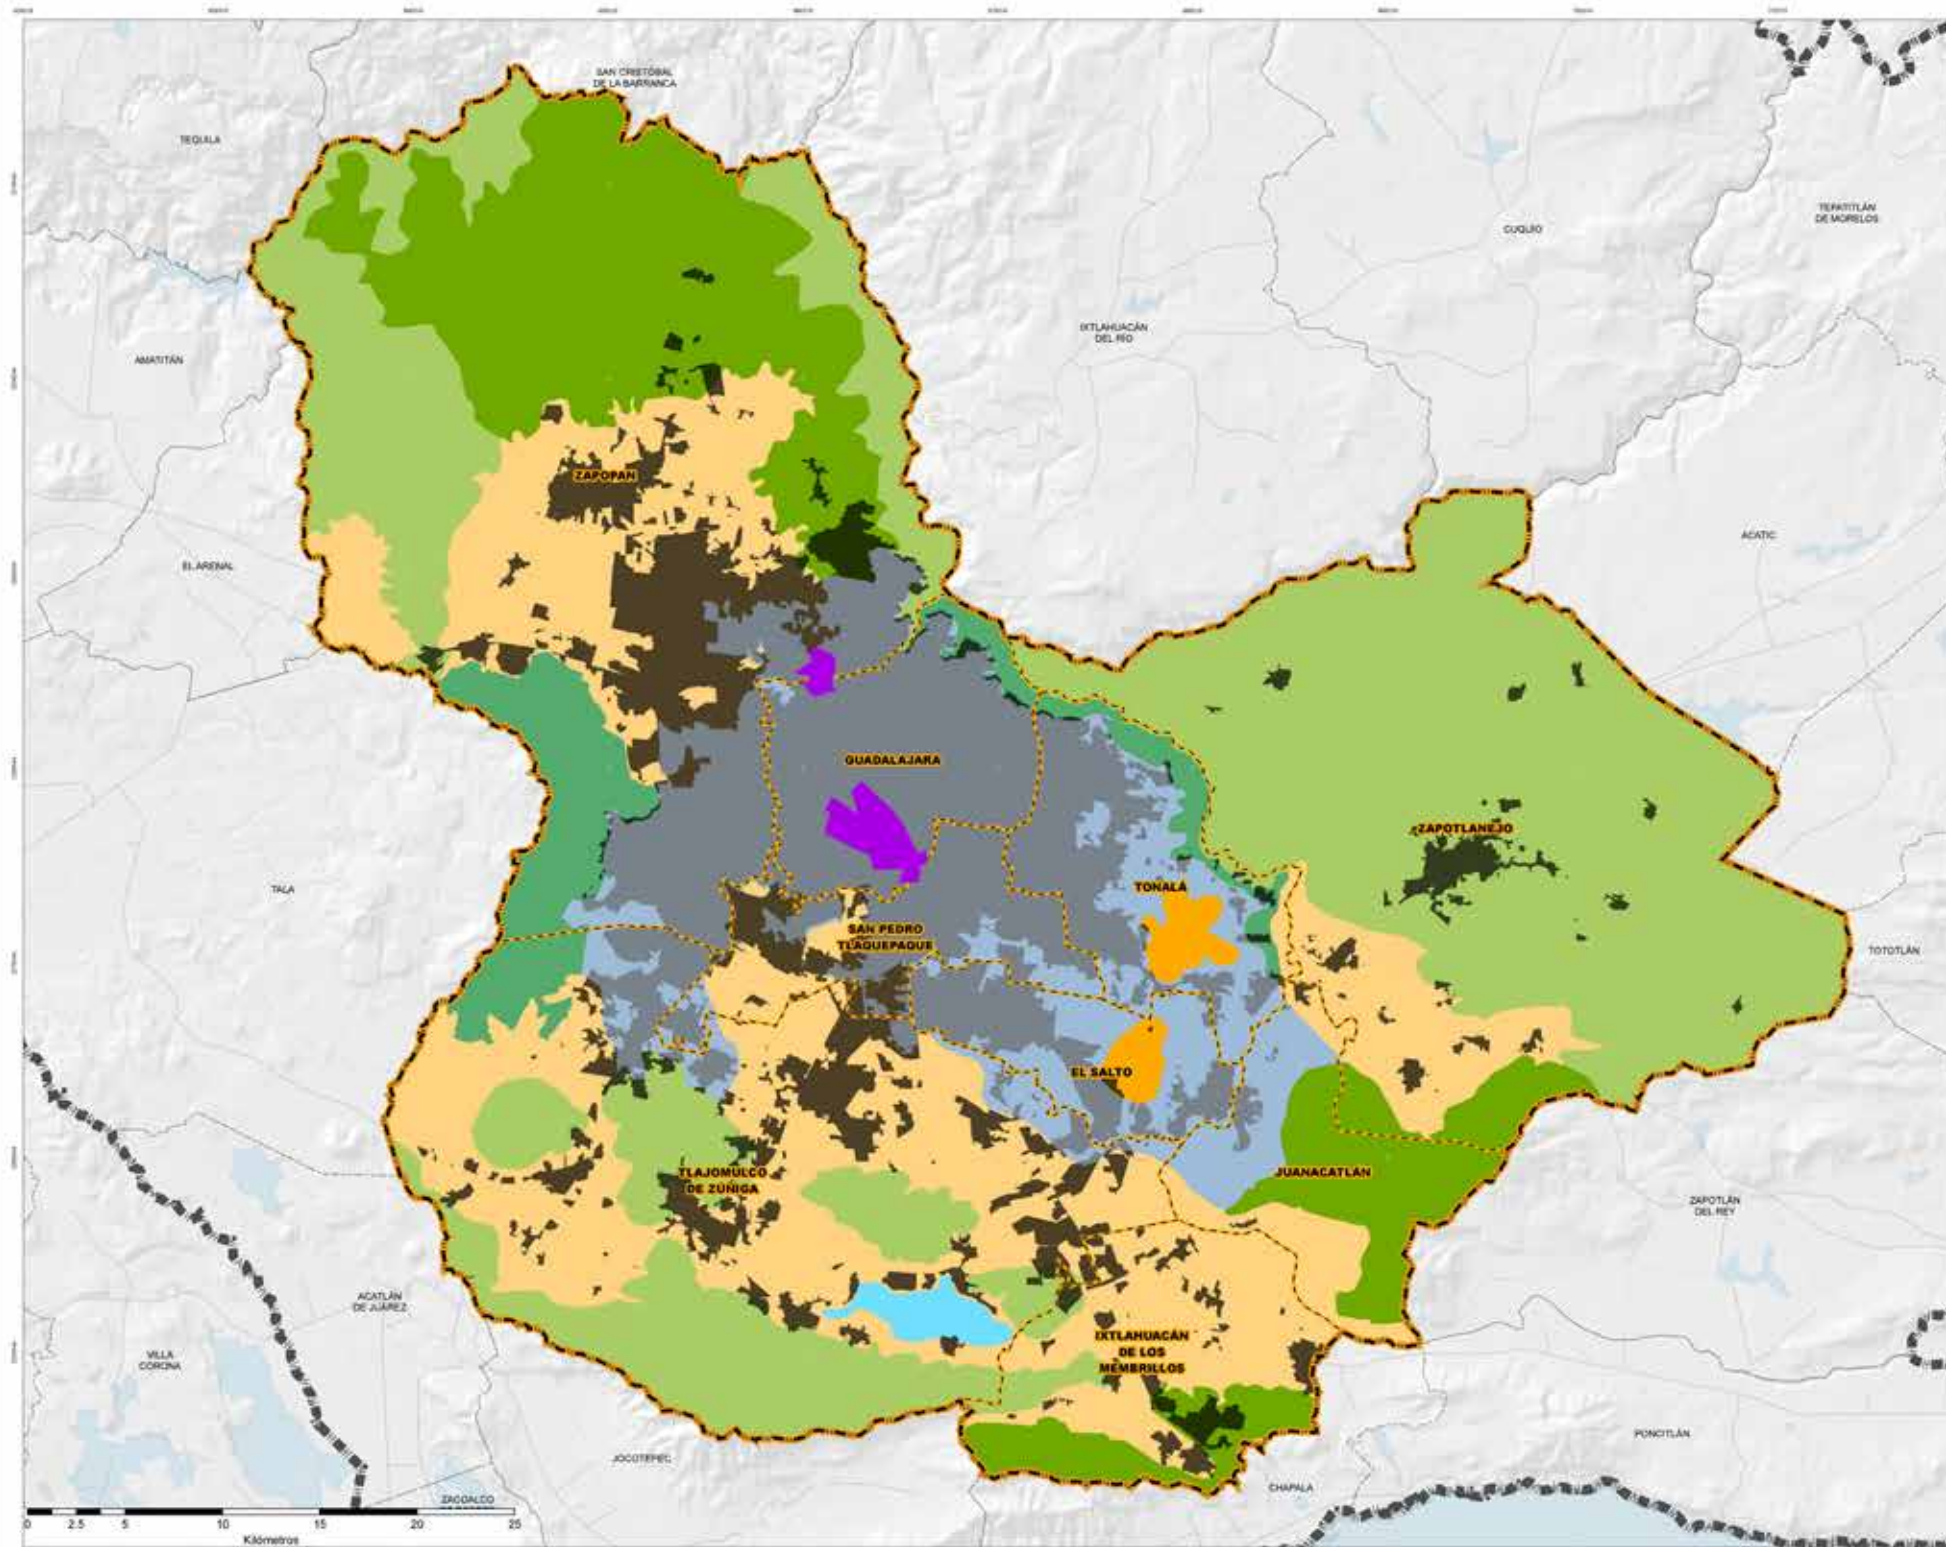 SAN CRISTÓBAL
DE LA BARRANCA
TEQUILA
TEPATITLÁN
DE MORELOS
CUQUÍO
IXTLAHUACÁN
DEL RÍO
AMATITÁN
ZAPOPAN
ACATIC
EL ARENAL
GUADALAJARA
ZAPOTLANEJO
TALA
TONALÁ
SAN PEDRO
TLAQUEPAQUE
TOTOTLÁN
EL SALTO
TLAJOMULCO
DE ZÚÑIGA
JUANACATLÁN
ZAPOTLÁN
DEL REY
ACATLÁN
DE JUÁREZ
IXTLAHUACÁN
DE LOS
MEMBRILLOS
VILLA
CORONA
PONCITLÁN
JOCOTEPEC
CHAPALA
ZACOALCO
0 2.5 5 10 15 20 25
Kilómetros